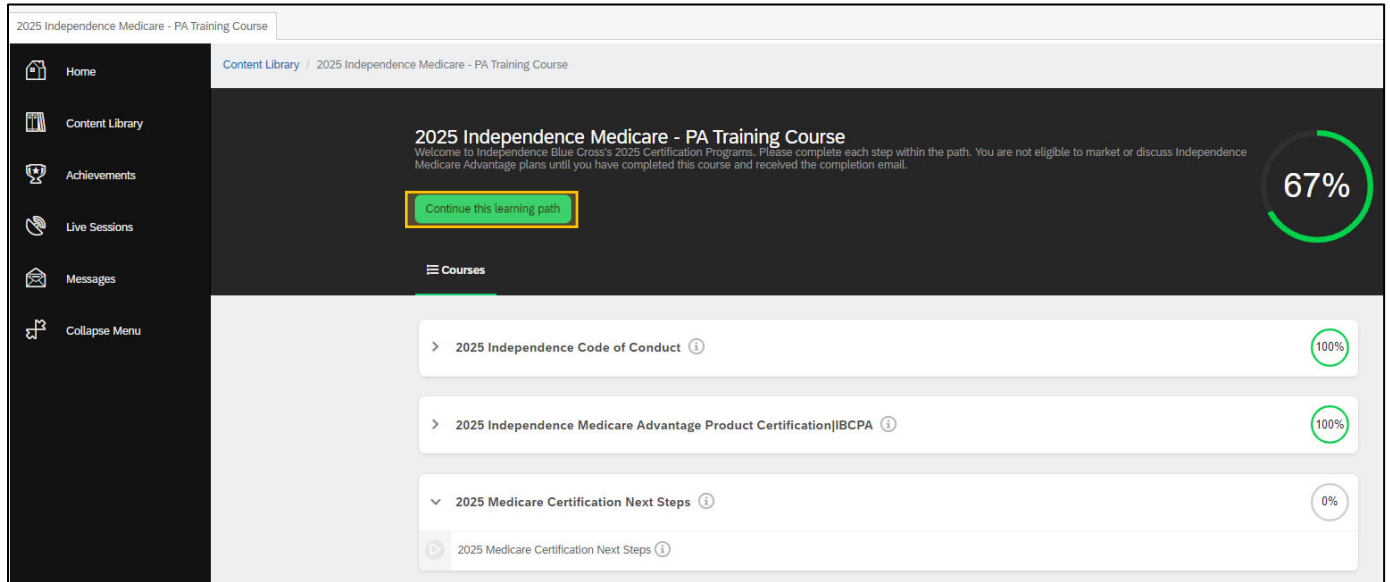 2025 Independence Medicare - PA Training Course
Home
Content Library
Achievements
Live Sessions
Messages
Collapse Menu
Content Library / 2025 Independence Medicare - PA Training Course
2025 Independence Medicare - PA Training Course
Welcome to Independence Blue Cross's 2025 Certification Programs. Please complete each step within the path. You are not eligible to market or discuss Independence
Medicare Advantage plans until you have completed this course and received the completion email.
67%
Continue this learning path
Courses
2025 Independence Code of Conduct
100%
2025 Independence Medicare Advantage Product Certification|IBCPA
100%
2025 Medicare Certification Next Steps
0%
2025 Medicare Certification Next Steps